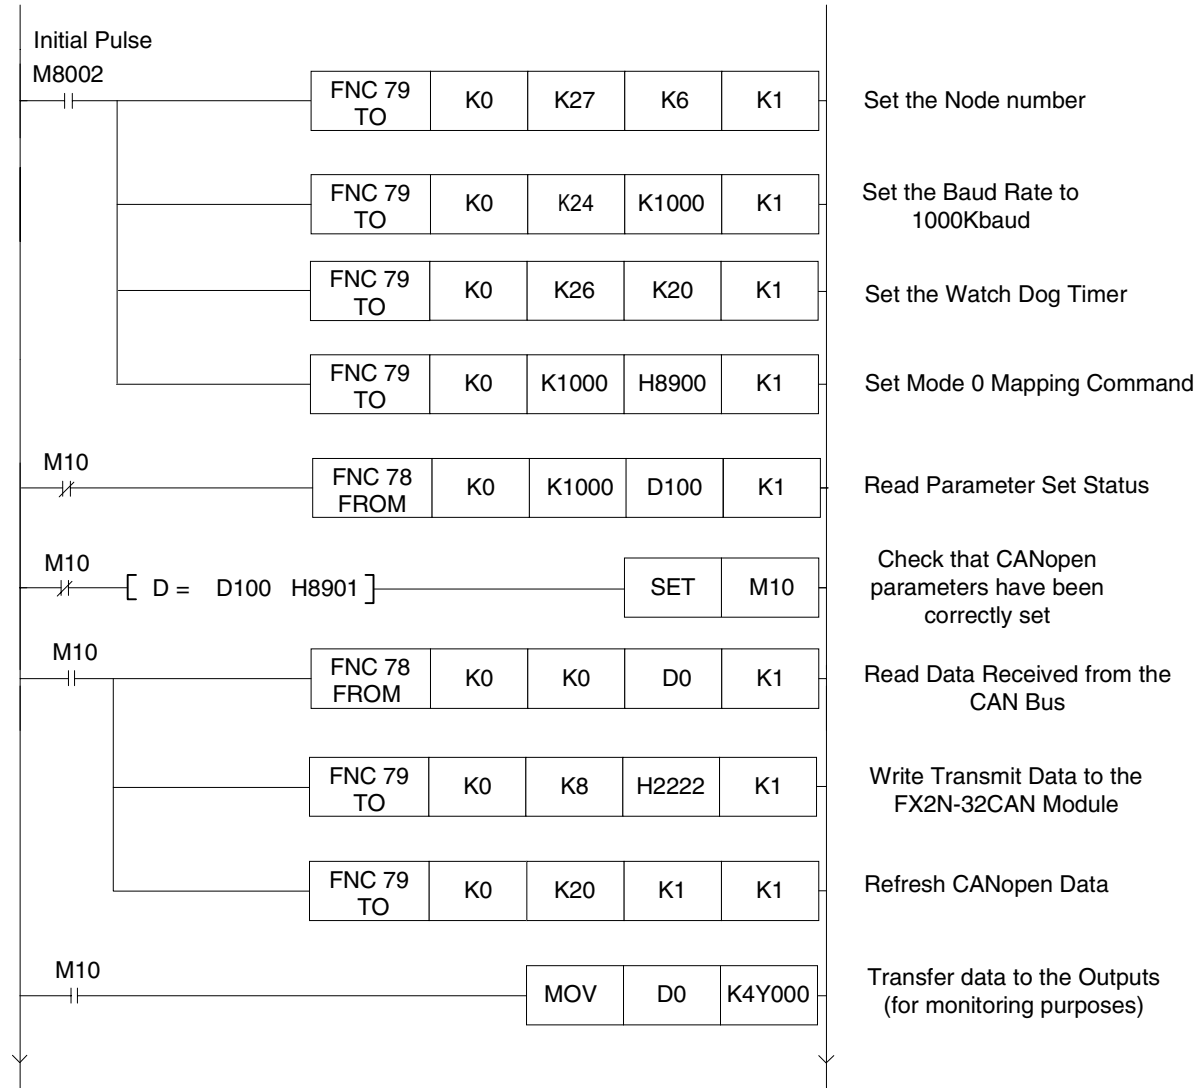 Initial Pulse
M8002
FNC 79 TO K0 K27 K6 K1 Set the Node number
FNC 79 TO K0 K24 K1000 K1 Set the Baud Rate to
1000Kbaud
FNC 79 TO K0 K26 K20 K1 Set the Watch Dog Timer
FNC 79 TO K0 K1000 H8900 K1 Set Mode 0 Mapping Command
M10
FNC 78 FROM K0 K1000 D100 K1 Read Parameter Set Status
M10
[ D = D100 H8901 ] SET M10 Check that CANopen
parameters have been
correctly set
M10
FNC 78 FROM K0 K0 D0 K1 Read Data Received from the
CAN Bus
FNC 79 TO K0 K8 H2222 K1 Write Transmit Data to the
FX2N-32CAN Module
FNC 79 TO K0 K20 K1 K1 Refresh CANopen Data
M10
MOV D0 K4Y000 Transfer data to the Outputs
(for monitoring purposes)